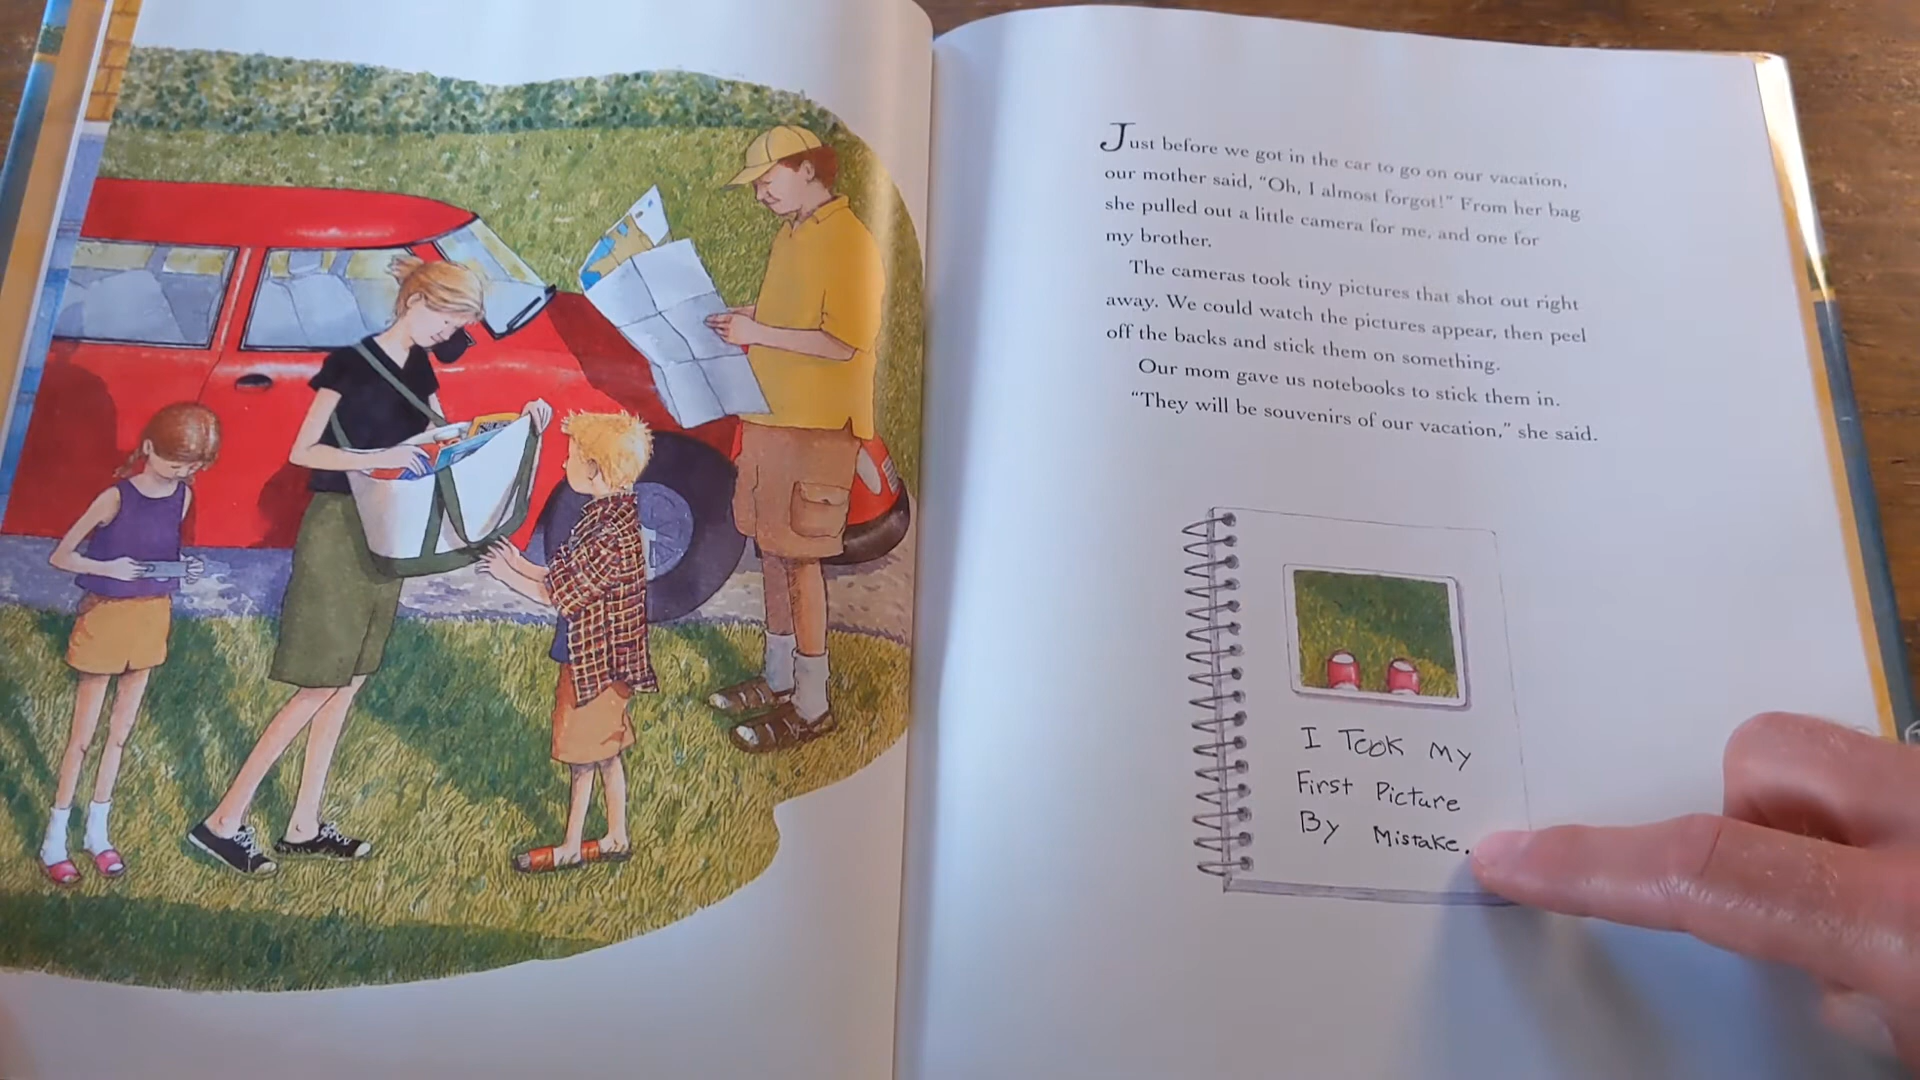 Just before we got in the car to go on our vacation,
our mother said, “Oh, I almost forgot!” From her bag
she pulled out a little camera for me, and one for
my brother.
The cameras took tiny pictures that shot out right
away. We could watch the pictures appear, then peel
off the backs and stick them on something.
Our mom gave us notebooks to stick them in.
“They will be souvenirs of our vacation,” she said.
I Took My
First Picture
By Mistake.